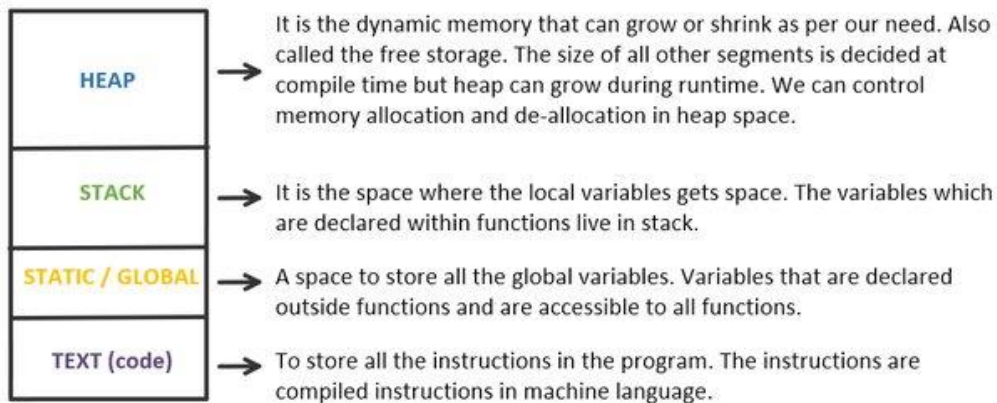 HEAP
It is the dynamic memory that can grow or shrink as per our need. Also
called the free storage. The size of all other segments is decided at
compile time but heap can grow during runtime. We can control
memory allocation and de-allocation in heap space.
STACK
It is the space where the local variables gets space. The variables which
are declared within functions live in stack.
STATIC / GLOBAL
A space to store all the global variables. Variables that are declared
outside functions and are accessible to all functions.
TEXT (code)
To store all the instructions in the program. The instructions are
compiled instructions in machine language.